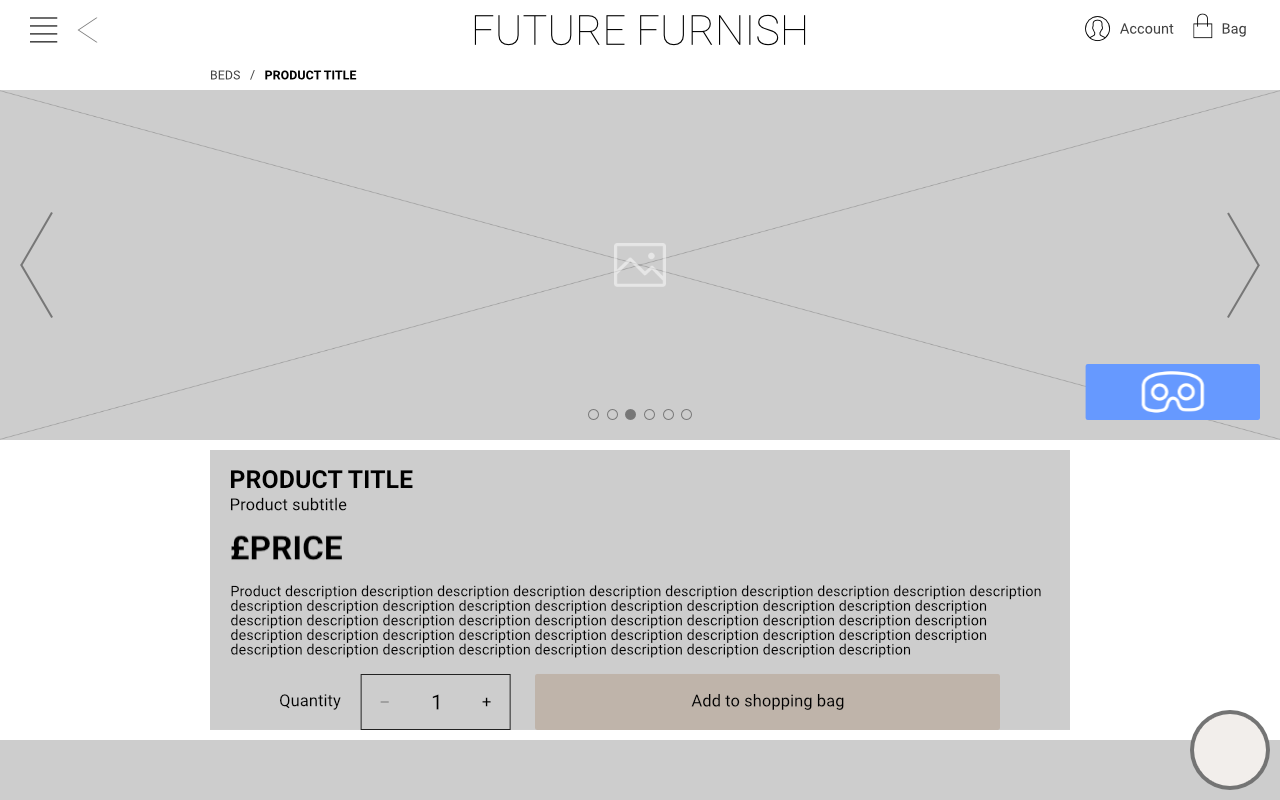 FUTURE FURNISH
Account
Bag
BEDS / PRODUCT TITLE
PRODUCT TITLE
Product subtitle
£PRICE
Product description description description description description description description description description description
description description description description description description description description description description
description description description description description description description description description description
description description description description description description description description description description
description description description description description description description description description
Quantity
− 1 +
Add to shopping bag